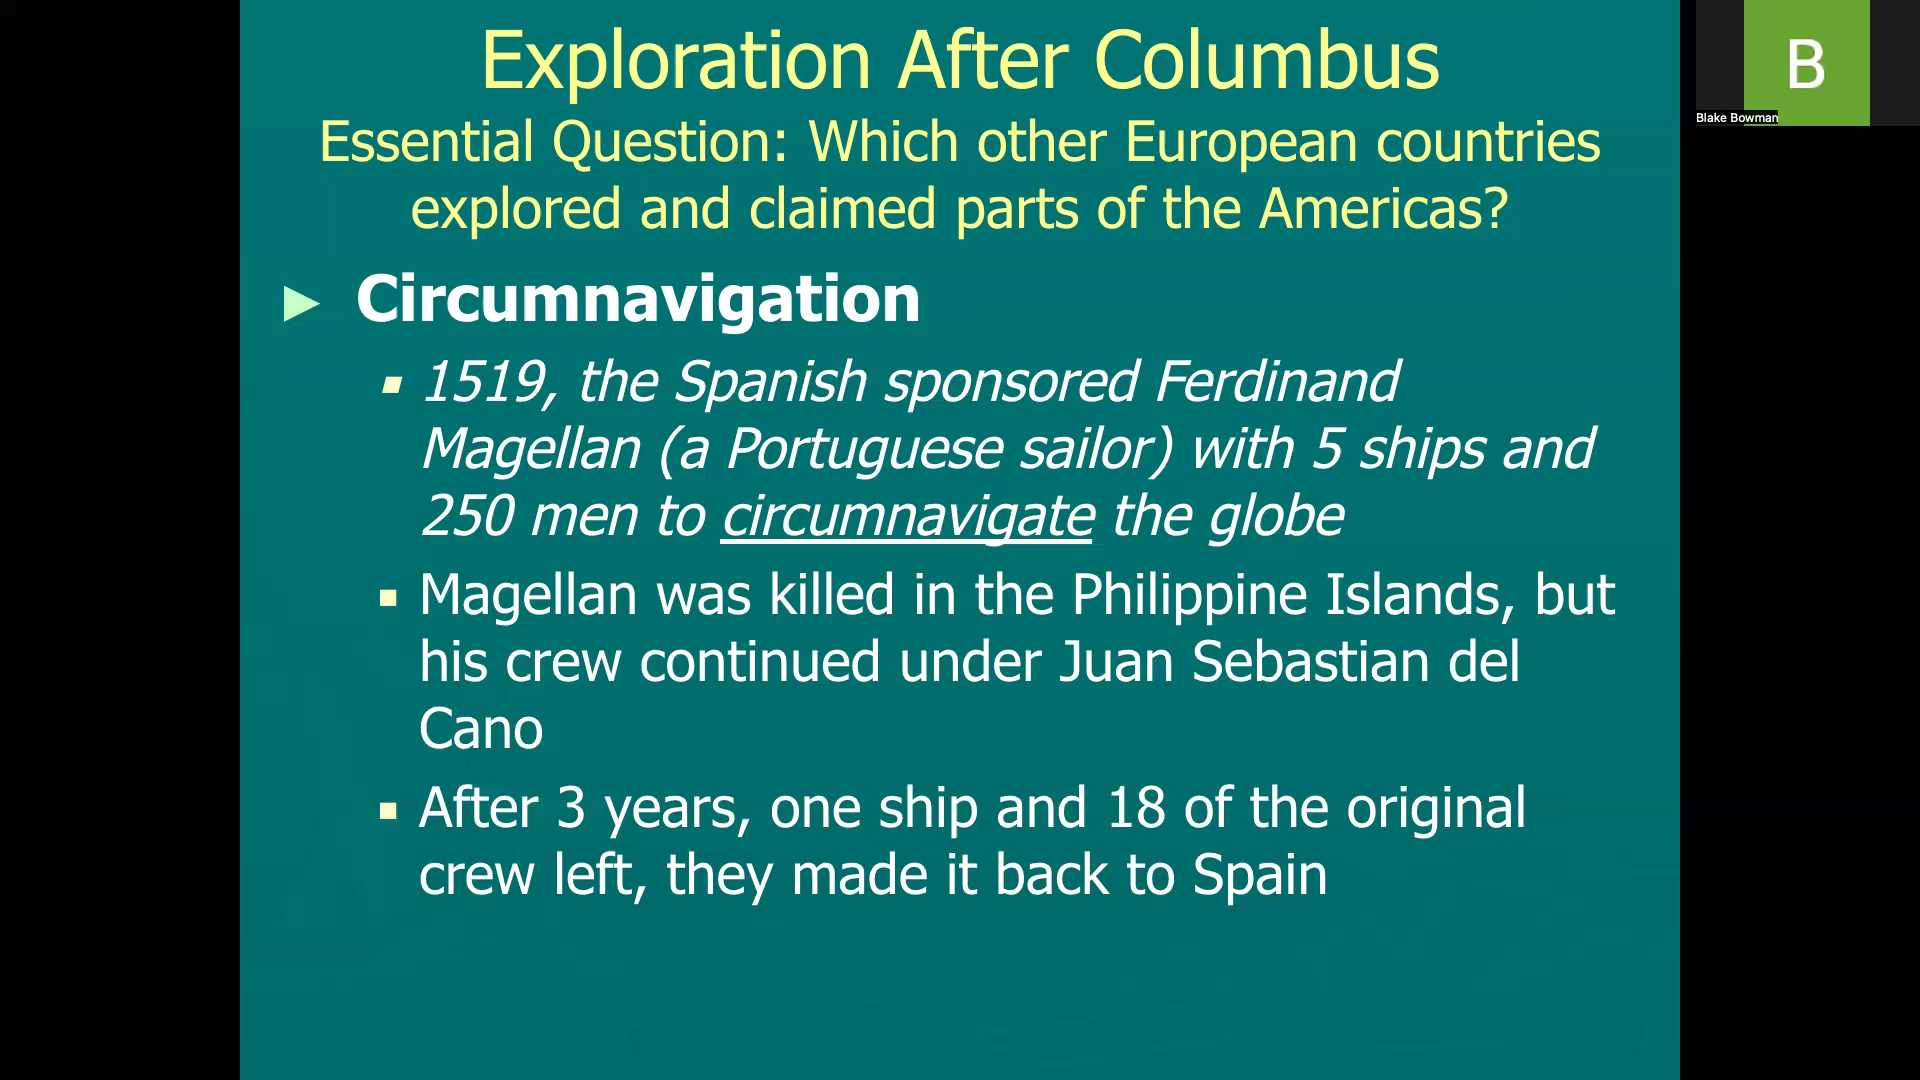 Exploration After Columbus
Essential Question: Which other European countries
explored and claimed parts of the Americas?
► Circumnavigation
▪ 1519, the Spanish sponsored Ferdinand
Magellan (a Portuguese sailor) with 5 ships and
250 men to circumnavigate the globe
▪ Magellan was killed in the Philippine Islands, but
his crew continued under Juan Sebastian del
Cano
▪ After 3 years, one ship and 18 of the original
crew left, they made it back to Spain
B
Blake Bowman